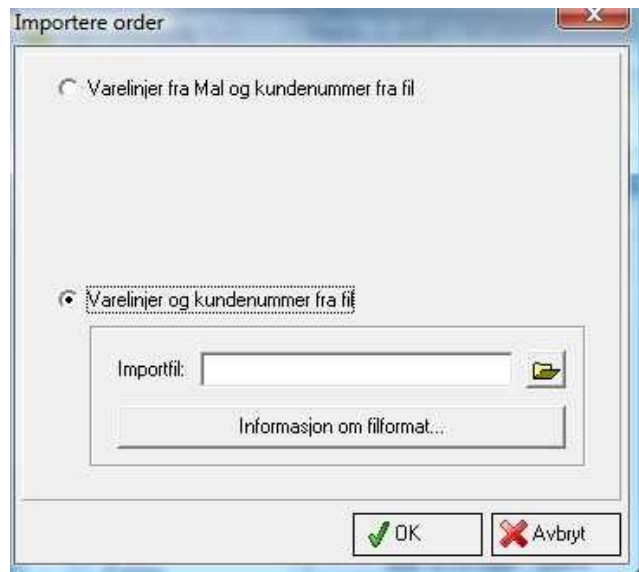 Importere order
Varelinjer fra Mal og kundenummer fra fil
Varelinjer og kundenummer fra fil
Importfil:
Informasjon om filformat...
OK
Avbryt